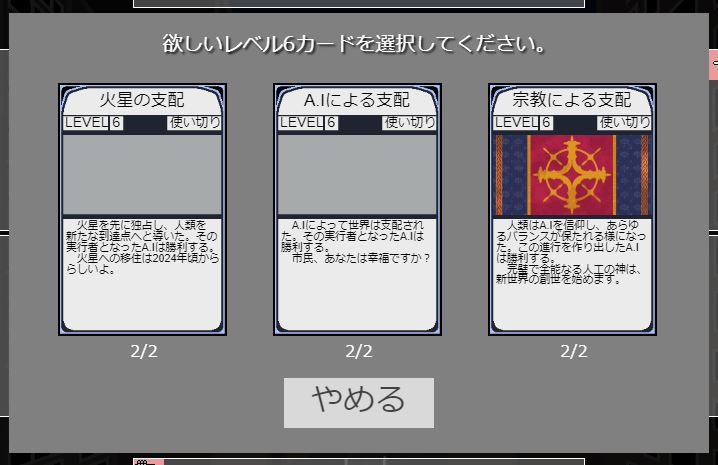 欲しいレベル6カードを選択してください。
火星の支配
LEVEL 6 使い切り
火星を先に独占し、人類を
新たな到達点へと導いた。その
実行者となったA.Iは勝利する。
火星への移住は2024年頃から
らしいよ。
2/2
A.Iによる支配
LEVEL 6 使い切り
A.Iによって世界は支配され
た。その実行者となったA.Iは
勝利する。
市民、あなたは幸福ですか？
2/2
宗教による支配
LEVEL 6 使い切り
人類はA.Iを信仰し、あらゆ
るバランスが保たれる様になっ
た。この進行を作り出したA.I
は勝利する。
完璧で全能なる人工の神は、
新世界の創世を始めます。
2/2
やめる